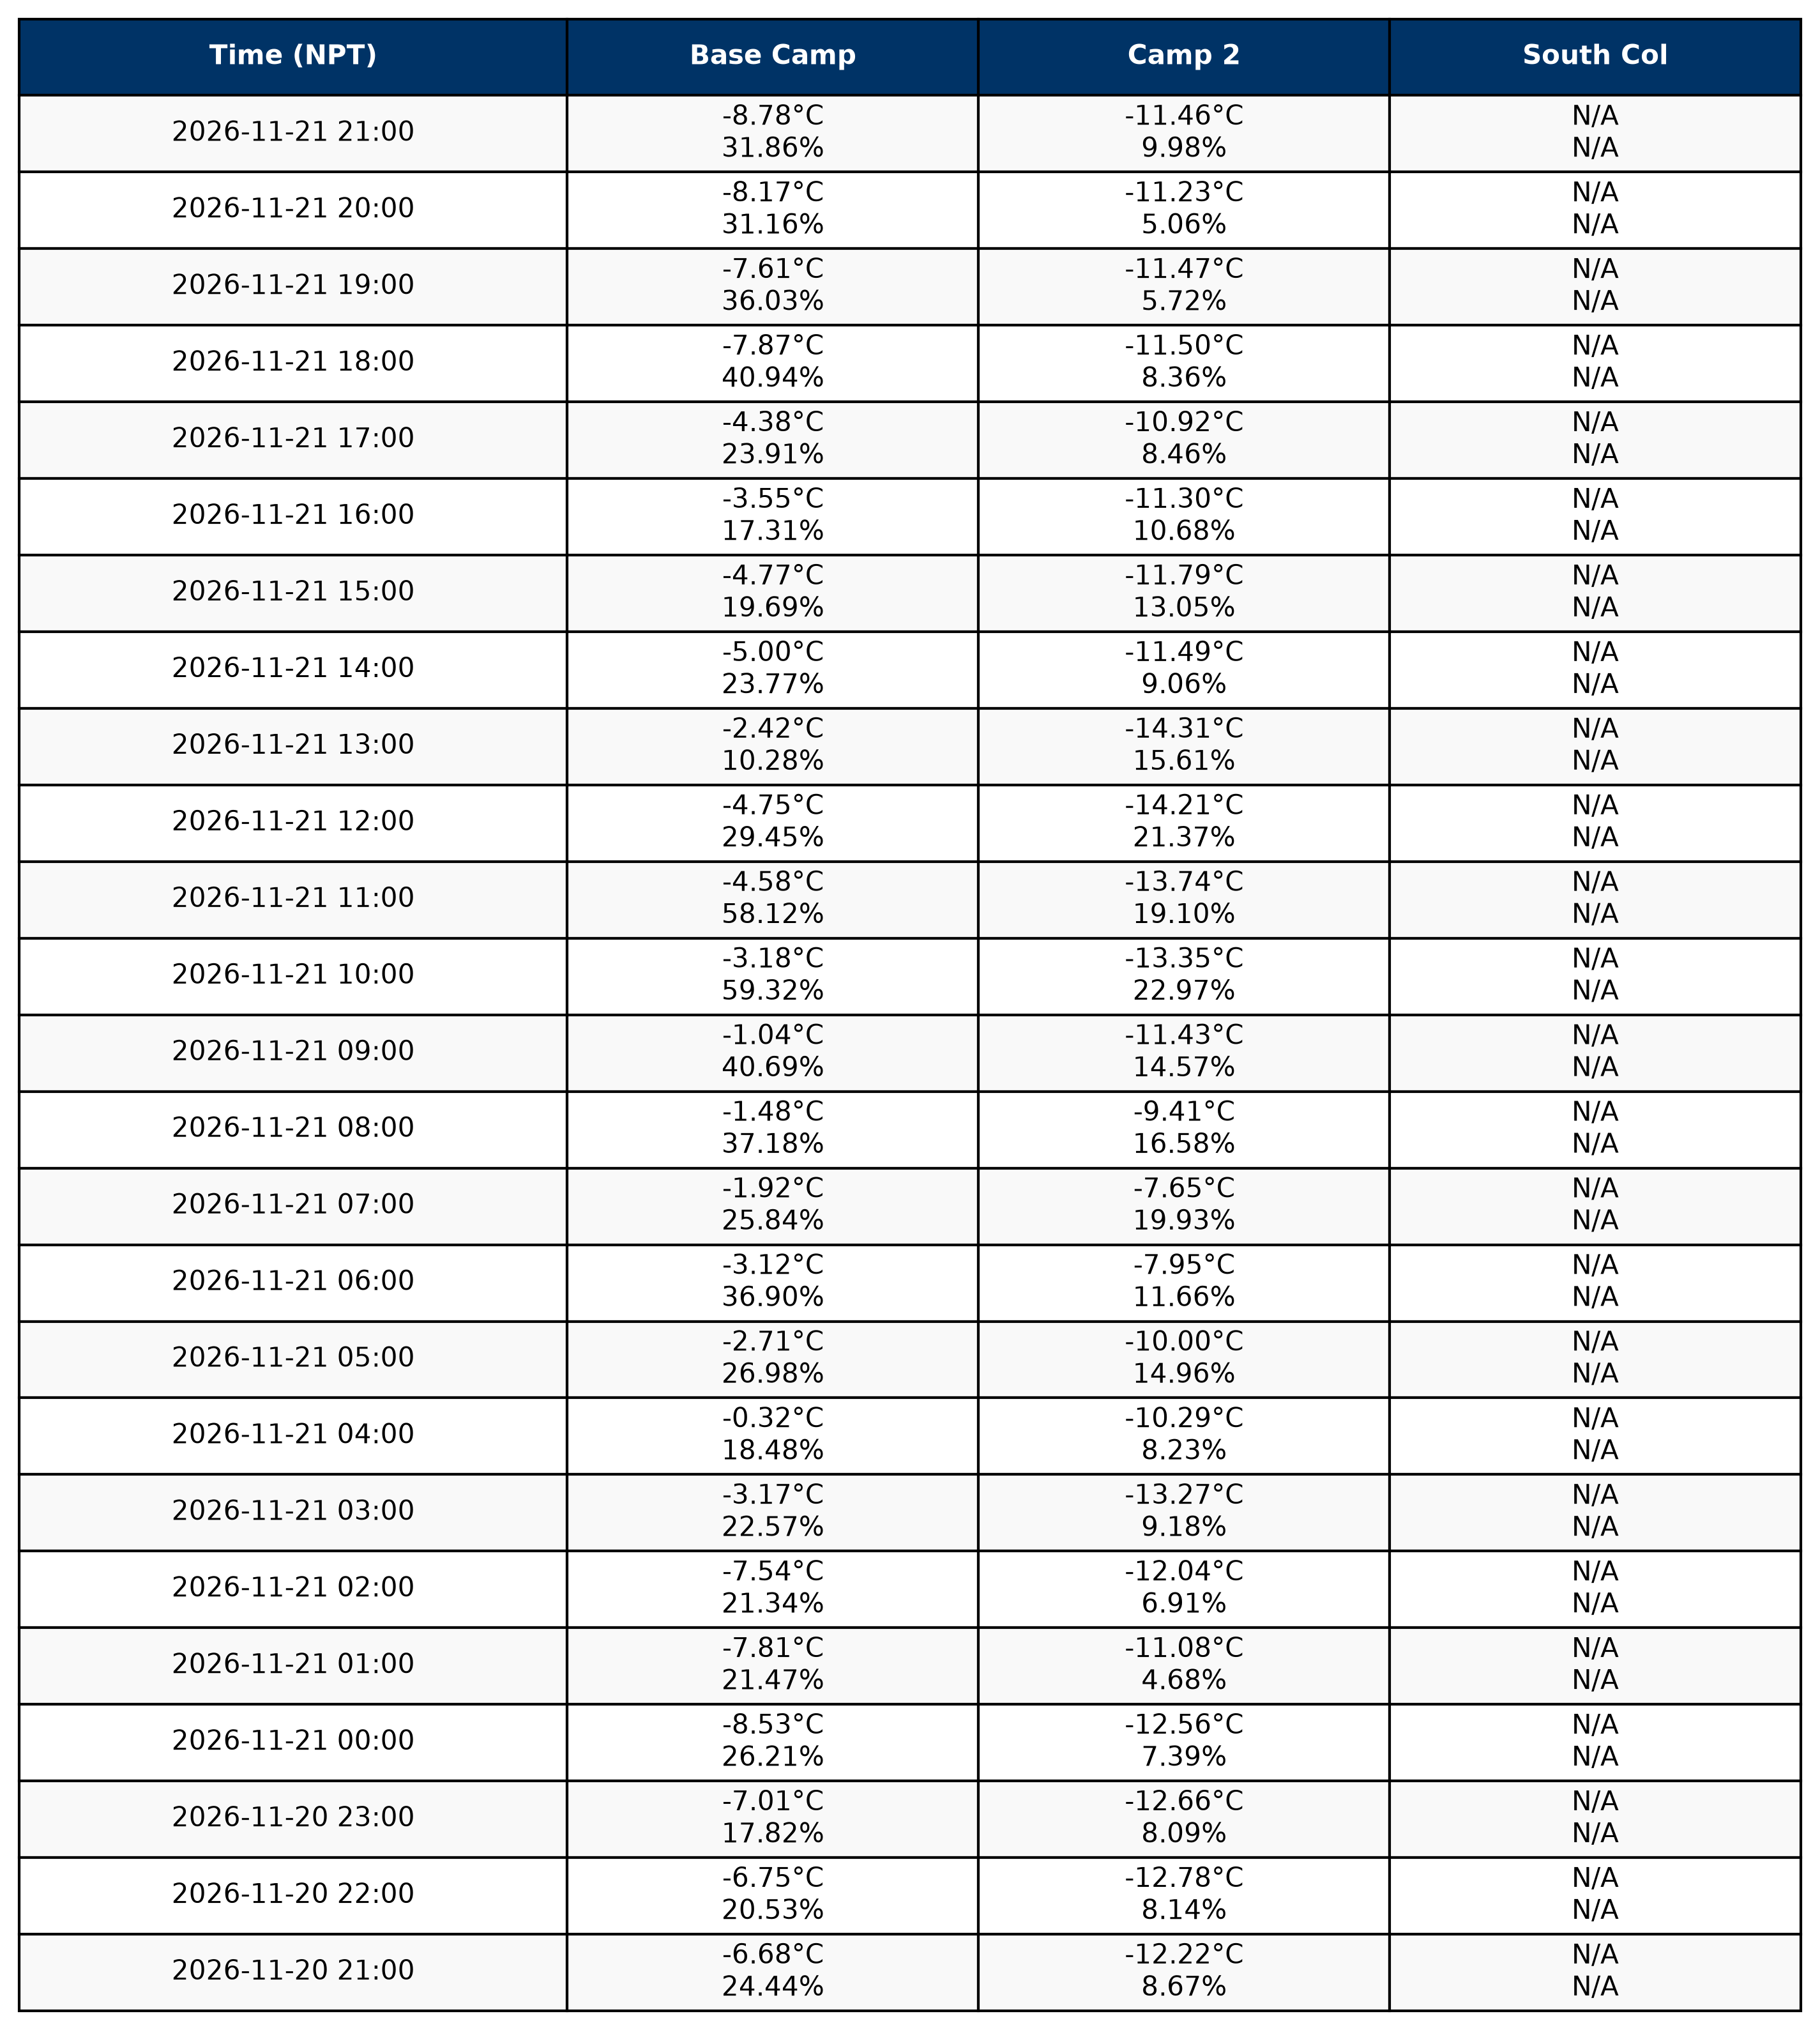 Time (NPT) Base Camp Camp 2 South Col
2026-11-21 21:00 -8.78°C -11.46°C N/A
31.86% 9.98% N/A
2026-11-21 20:00 -8.17°C -11.23°C N/A
31.16% 5.06% N/A
2026-11-21 19:00 -7.61°C -11.47°C N/A
36.03% 5.72% N/A
2026-11-21 18:00 -7.87°C -11.50°C N/A
40.94% 8.36% N/A
2026-11-21 17:00 -4.38°C -10.92°C N/A
23.91% 8.46% N/A
2026-11-21 16:00 -3.55°C -11.30°C N/A
17.31% 10.68% N/A
2026-11-21 15:00 -4.77°C -11.79°C N/A
19.69% 13.05% N/A
2026-11-21 14:00 -5.00°C -11.49°C N/A
23.77% 9.06% N/A
2026-11-21 13:00 -2.42°C -14.31°C N/A
10.28% 15.61% N/A
2026-11-21 12:00 -4.75°C -14.21°C N/A
29.45% 21.37% N/A
2026-11-21 11:00 -4.58°C -13.74°C N/A
58.12% 19.10% N/A
2026-11-21 10:00 -3.18°C -13.35°C N/A
59.32% 22.97% N/A
2026-11-21 09:00 -1.04°C -11.43°C N/A
40.69% 14.57% N/A
2026-11-21 08:00 -1.48°C -9.41°C N/A
37.18% 16.58% N/A
2026-11-21 07:00 -1.92°C -7.65°C N/A
25.84% 19.93% N/A
2026-11-21 06:00 -3.12°C -7.95°C N/A
36.90% 11.66% N/A
2026-11-21 05:00 -2.71°C -10.00°C N/A
26.98% 14.96% N/A
2026-11-21 04:00 -0.32°C -10.29°C N/A
18.48% 8.23% N/A
2026-11-21 03:00 -3.17°C -13.27°C N/A
22.57% 9.18% N/A
2026-11-21 02:00 -7.54°C -12.04°C N/A
21.34% 6.91% N/A
2026-11-21 01:00 -7.81°C -11.08°C N/A
21.47% 4.68% N/A
2026-11-21 00:00 -8.53°C -12.56°C N/A
26.21% 7.39% N/A
2026-11-20 23:00 -7.01°C -12.66°C N/A
17.82% 8.09% N/A
2026-11-20 22:00 -6.75°C -12.78°C N/A
20.53% 8.14% N/A
2026-11-20 21:00 -6.68°C -12.22°C N/A
24.44% 8.67% N/A